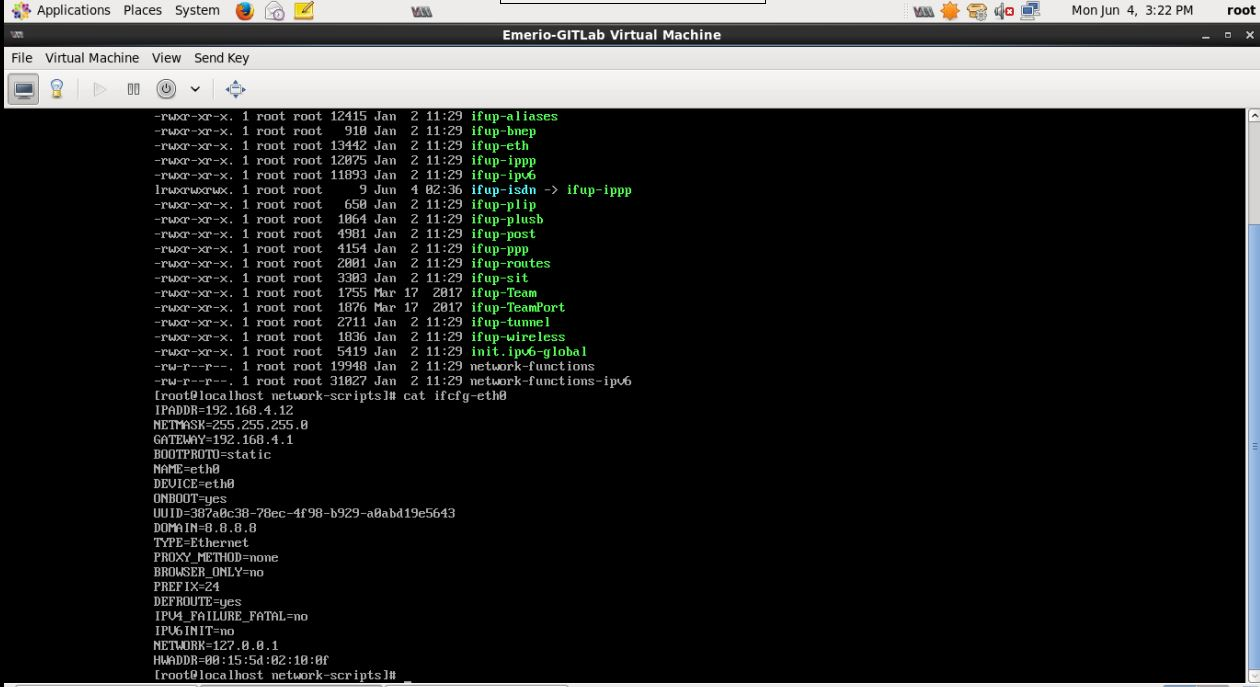 Applications Places System Mon Jun 4, 3:22 PM root
Emerio-GITLab Virtual Machine
File Virtual Machine View Send Key
-rwxr-xr-x. 1 root root 12415 Jan 2 11:29 ifup-aliases
-rwxr-xr-x. 1 root root 910 Jan 2 11:29 ifup-bnep
-rwxr-xr-x. 1 root root 13442 Jan 2 11:29 ifup-eth
-rwxr-xr-x. 1 root root 12075 Jan 2 11:29 ifup-ippp
-rwxr-xr-x. 1 root root 11893 Jan 2 11:29 ifup-ipv6
lrwxrwxrwx. 1 root root 9 Jun 4 02:36 ifup-isdn -> ifup-ippp
-rwxr-xr-x. 1 root root 650 Jan 2 11:29 ifup-plip
-rwxr-xr-x. 1 root root 1064 Jan 2 11:29 ifup-plusb
-rwxr-xr-x. 1 root root 4981 Jan 2 11:29 ifup-post
-rwxr-xr-x. 1 root root 4154 Jan 2 11:29 ifup-ppp
-rwxr-xr-x. 1 root root 2001 Jan 2 11:29 ifup-routes
-rwxr-xr-x. 1 root root 3303 Jan 2 11:29 ifup-sit
-rwxr-xr-x. 1 root root 1755 Mar 17 2017 ifup-Team
-rwxr-xr-x. 1 root root 1876 Mar 17 2017 ifup-TeamPort
-rwxr-xr-x. 1 root root 2711 Jan 2 11:29 ifup-tunnel
-rwxr-xr-x. 1 root root 1836 Jan 2 11:29 ifup-wireless
-rwxr-xr-x. 1 root root 5419 Jan 2 11:29 init.ipv6-global
-rw-r--r--. 1 root root 19948 Jan 2 11:29 network-functions
-rw-r--r--. 1 root root 31027 Jan 2 11:29 network-functions-ipv6
[root@localhost network-scripts]# cat ifcfg-eth0
IPADDR=192.168.4.12
NETMASK=255.255.255.0
GATEWAY=192.168.4.1
BOOTPROTO=static
NAME=eth0
DEVICE=eth0
ONBOOT=yes
UUID=387a0c38-78ec-4f98-b929-a0abd19e5643
DOMAIN=8.8.8.8
TYPE=Ethernet
PROXY_METHOD=none
BROWSER_ONLY=no
PREFIX=24
DEFROUTE=yes
IPV4_FAILURE_FATAL=no
IPV6INIT=no
NETWORK=127.0.0.1
HWADDR=00:15:5d:02:10:0f
[root@localhost network-scripts]# _